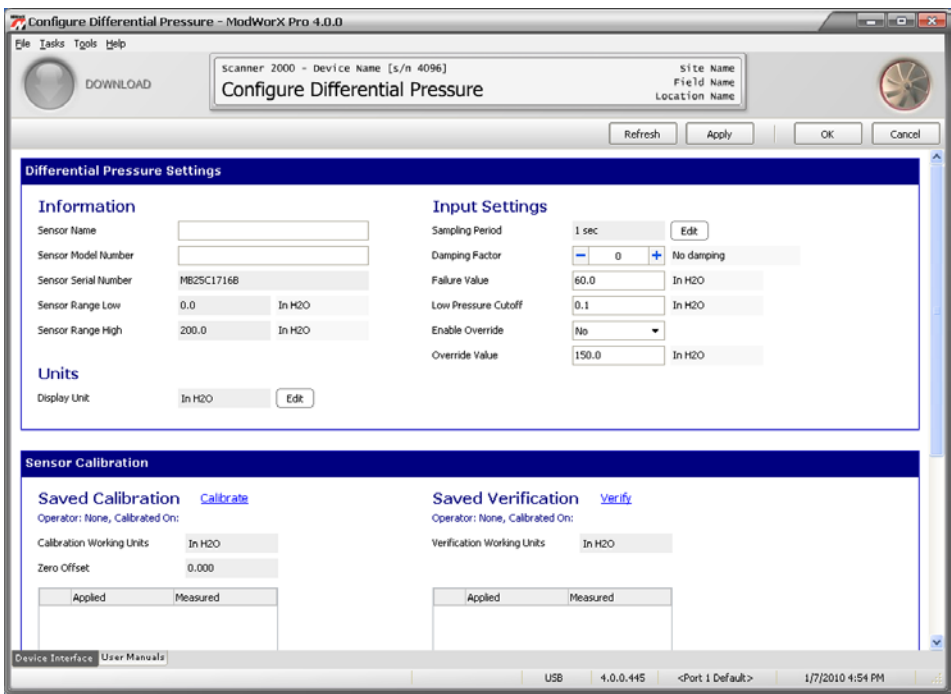 Configure Differential Pressure - ModWorX Pro 4.0.0
File Tasks Tools Help
DOWNLOAD
Scanner 2000 - Device Name [s/n 4096]
Configure Differential Pressure
Site Name
Field Name
Location Name
Refresh Apply OK Cancel
Differential Pressure Settings
Information
Sensor Name
Sensor Model Number
Sensor Serial Number MB25C1716B
Sensor Range Low 0.0 In H2O
Sensor Range High 200.0 In H2O
Units
Display Unit In H2O Edit
Input Settings
Sampling Period 1 sec Edit
Damping Factor − 0 + No damping
Failure Value 60.0 In H2O
Low Pressure Cutoff 0.1 In H2O
Enable Override No
Override Value 150.0 In H2O
Sensor Calibration
Saved Calibration Calibrate
Operator: None, Calibrated On:
Calibration Working Units In H2O
Zero Offset 0.000
Applied Measured
Saved Verification Verify
Operator: None, Calibrated On:
Verification Working Units In H2O
Applied Measured
Device Interface User Manuals
USB 4.0.0.445 <Port 1 Default> 1/7/2010 4:54 PM